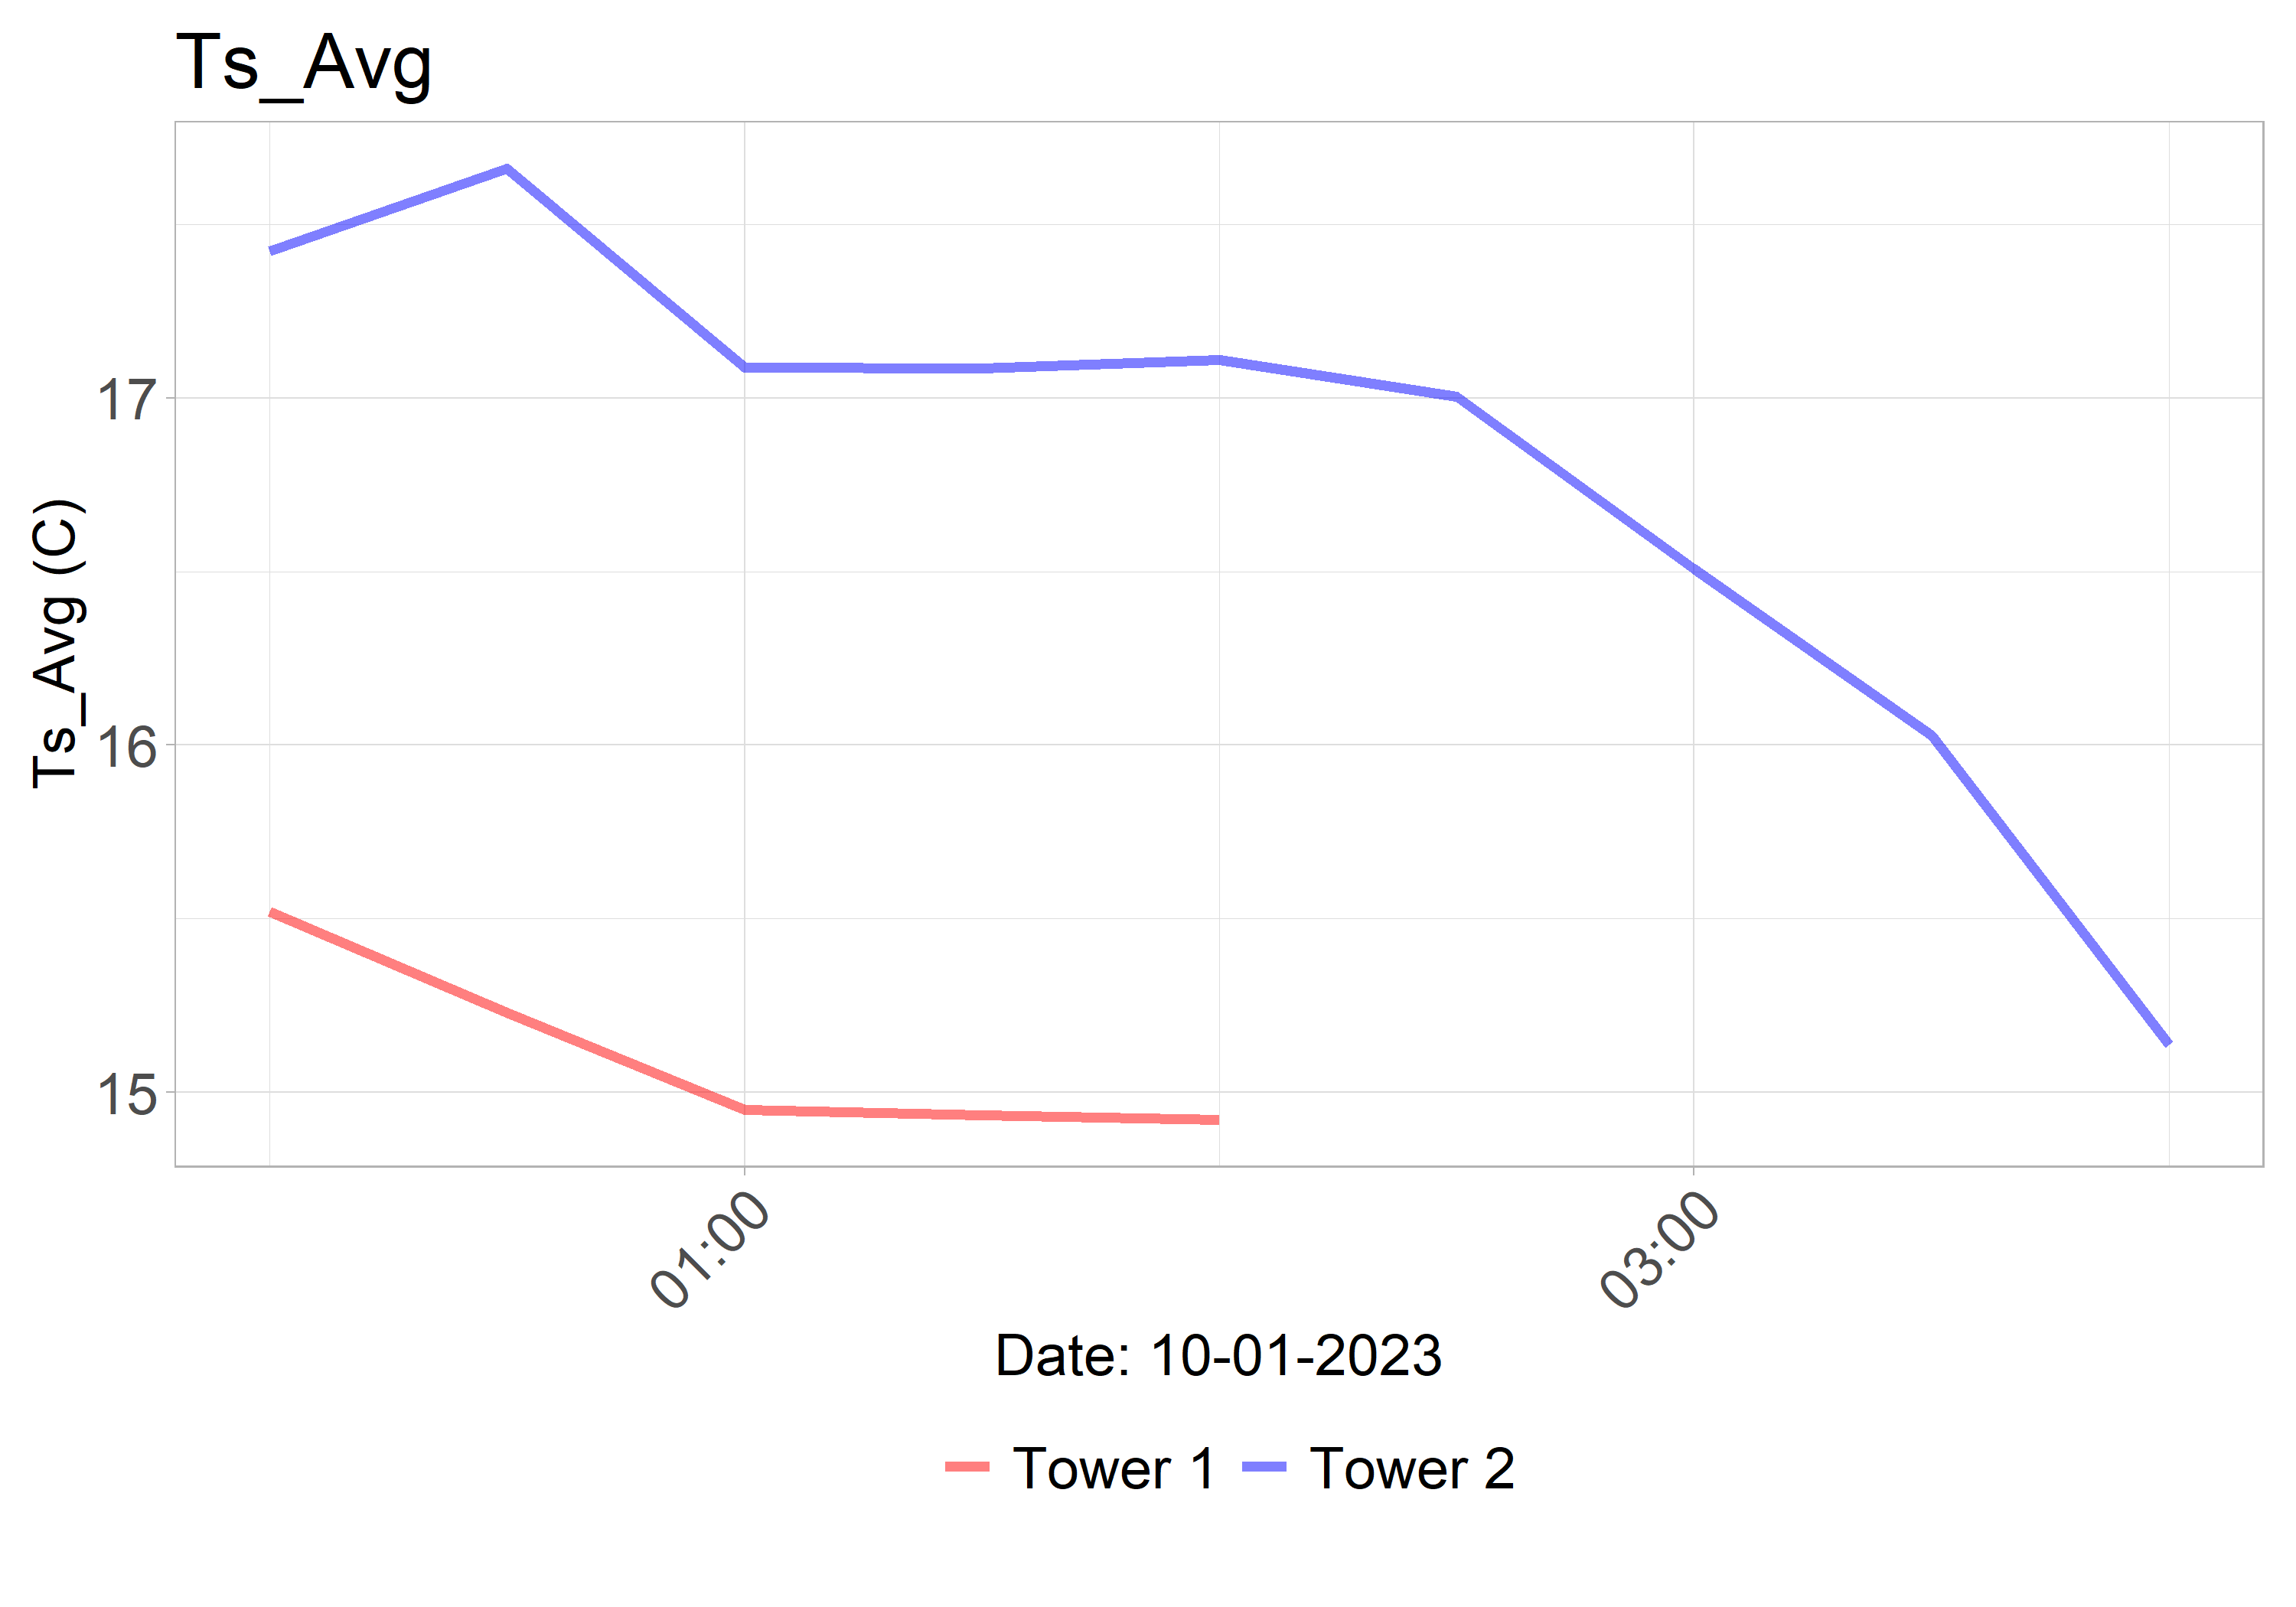 Ts_Avg
Ts_Avg (C)
17
16
15
01:00
03:00
Date: 10-01-2023
Tower 1
Tower 2